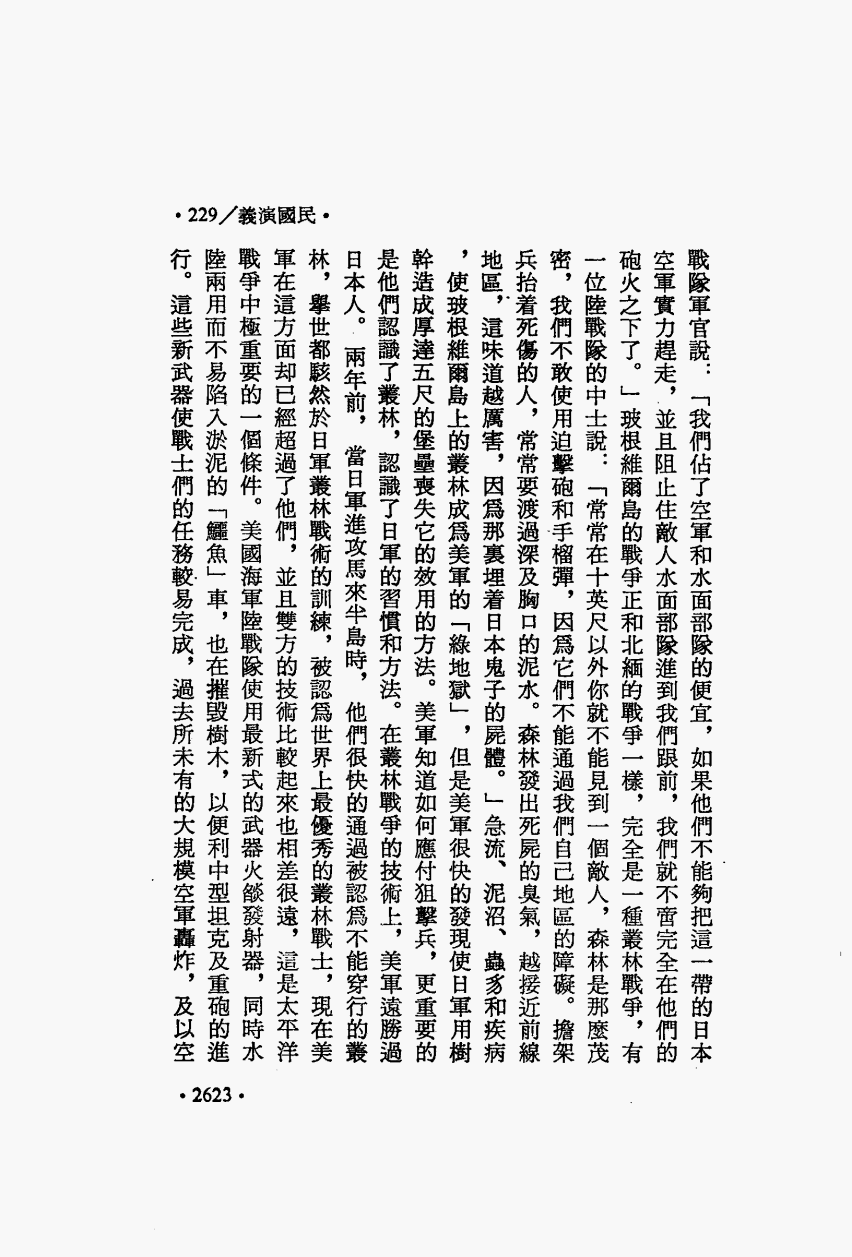 •229／義演國民•
戰隊軍官說：「我們佔了空軍和水面部隊的便宜，如果他們不能夠把這一帶的日本
空軍實力趕走，並且阻止住敵人水面部隊進到我們跟前，我們就不啻完全在他們的
砲火之下了。」玻根維爾島的戰爭正和北緬的戰爭一樣，完全是一種叢林戰爭，有
一位陸戰隊的中士說：「常常在十英尺以外你就不能見到一個敵人，森林是那麼茂
密，我們不敢使用迫擊砲和手榴彈，因爲它們不能通過我們自己地區的障礙。擔架
兵抬着死傷的人，常常要渡過深及胸口的泥水。森林發出死屍的臭氣，越接近前線
地區，這味道越厲害，因爲那裏埋着日本鬼子的屍體。」急流、泥沼、蟲豸和疾病
，使玻根維爾島上的叢林成爲美軍的「綠地獄」，但是美軍很快的發現使日軍用樹
幹造成厚達五尺的堡壘喪失它的效用的方法。美軍知道如何應付狙擊兵，更重要的
是他們認識了叢林，認識了日軍的習慣和方法。在叢林戰爭的技術上，美軍遠勝過
日本人。兩年前，當日軍進攻馬來半島時，他們很快的通過被認爲不能穿行的叢
林，舉世都駭然於日軍叢林戰術的訓練，被認爲世界上最優秀的叢林戰士，現在美
軍在這方面却已經超過了他們，並且雙方的技術比較起來也相差很遠，這是太平洋
戰爭中極重要的一個條件。美國海軍陸戰隊使用最新式的武器火燄發射器，同時水
陸兩用而不易陷入淤泥的「鱷魚」車，也在摧毀樹木，以便利中型坦克及重砲的進
行。這些新武器使戰士們的任務較易完成，過去所未有的大規模空軍轟炸，及以空
•2623•